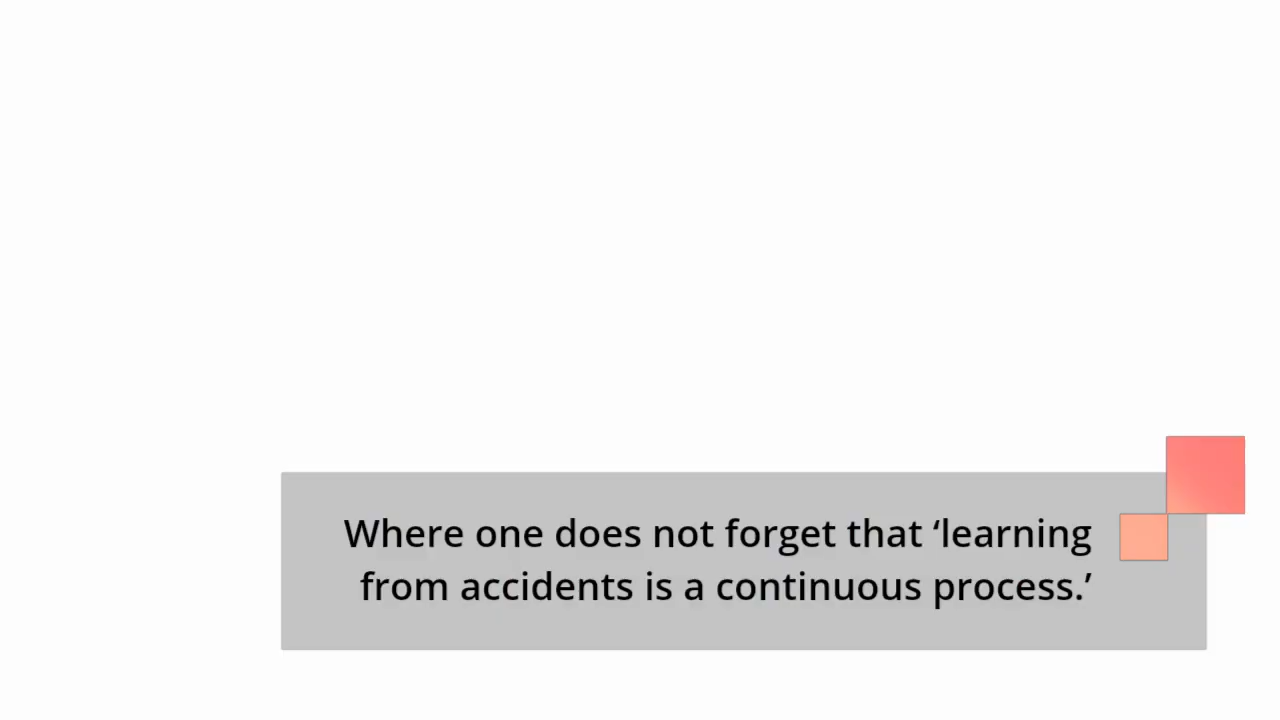 Where one does not forget that ‘learning
from accidents is a continuous process.’